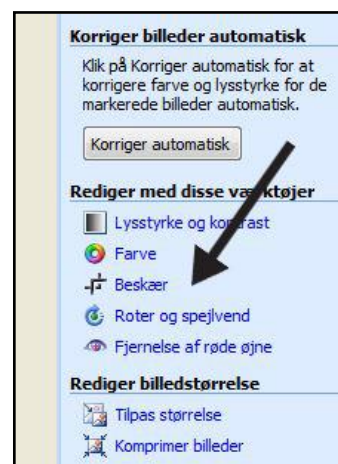 Korriger billeder automatisk
Klik på Korriger automatisk for at
korrigere farve og lysstyrke for de
markerede billeder automatisk.
Korriger automatisk
Rediger med disse værktøjer
Lysstyrke og kontrast
Farve
Beskær
Roter og spejlvend
Fjernelse af røde øjne
Rediger billedstørrelse
Tilpas størrelse
Komprimer billeder